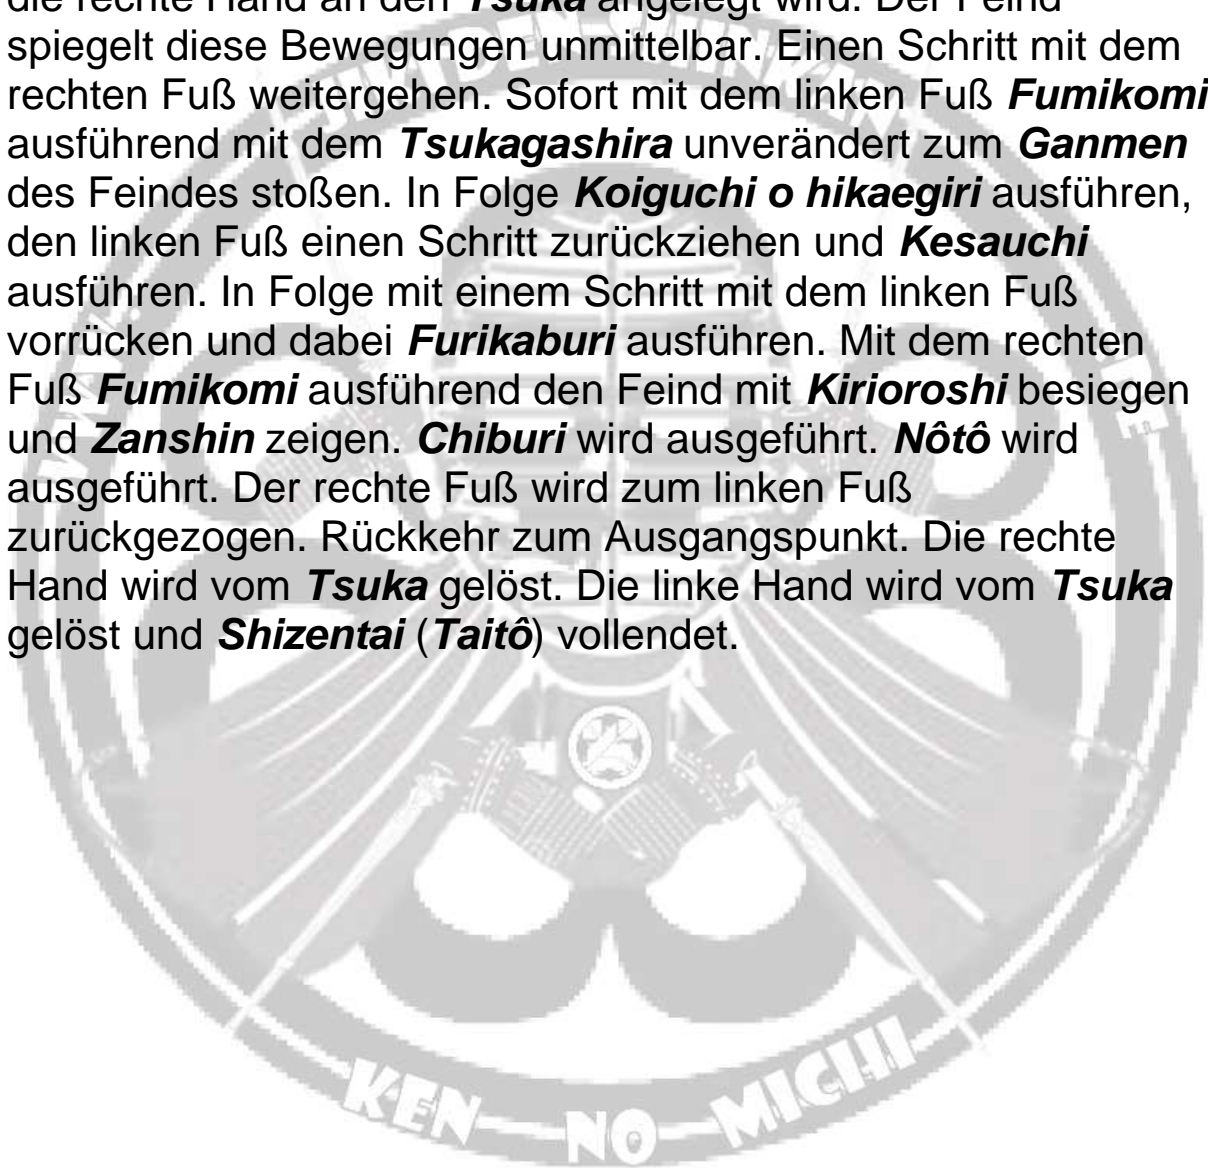 die rechte Hand an den Tsuka angelegt wird. Der Feind
spiegelt diese Bewegungen unmittelbar. Einen Schritt mit dem
rechten Fuß weitergehen. Sofort mit dem linken Fuß Fumikomi
ausführend mit dem Tsukagashira unverändert zum Ganmen
des Feindes stoßen. In Folge Koiguchi o hikaegiri ausführen,
den linken Fuß einen Schritt zurückziehen und Kesauchi
ausführen. In Folge mit einem Schritt mit dem linken Fuß
vorrücken und dabei Furikaburi ausführen. Mit dem rechten
Fuß Fumikomi ausführend den Feind mit Kirioroshi besiegen
und Zanshin zeigen. Chiburi wird ausgeführt. Nôtô wird
ausgeführt. Der rechte Fuß wird zum linken Fuß
zurückgezogen. Rückkehr zum Ausgangspunkt. Die rechte
Hand wird vom Tsuka gelöst. Die linke Hand wird vom Tsuka
gelöst und Shizentai (Taitô) vollendet.
KEN NO MICHI